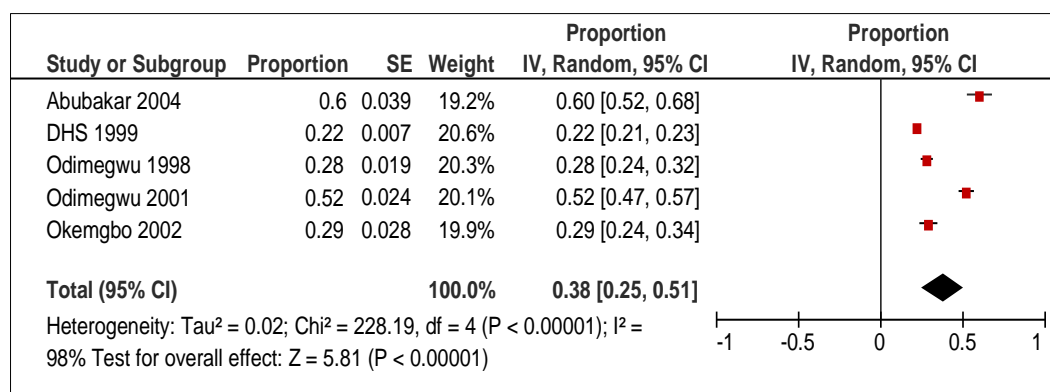 Proportion Proportion
Study or Subgroup Proportion SE Weight IV, Random, 95% CI IV, Random, 95% CI
Abubakar 2004 0.6 0.039 19.2% 0.60 [0.52, 0.68]
DHS 1999 0.22 0.007 20.6% 0.22 [0.21, 0.23]
Odimegwu 1998 0.28 0.019 20.3% 0.28 [0.24, 0.32]
Odimegwu 2001 0.52 0.024 20.1% 0.52 [0.47, 0.57]
Okemgbo 2002 0.29 0.028 19.9% 0.29 [0.24, 0.34]
Total (95% CI) 100.0% 0.38 [0.25, 0.51]
Heterogeneity: Tau² = 0.02; Chi² = 228.19, df = 4 (P < 0.00001); I² =
98% Test for overall effect: Z = 5.81 (P < 0.00001)
-1 -0.5 0 0.5 1